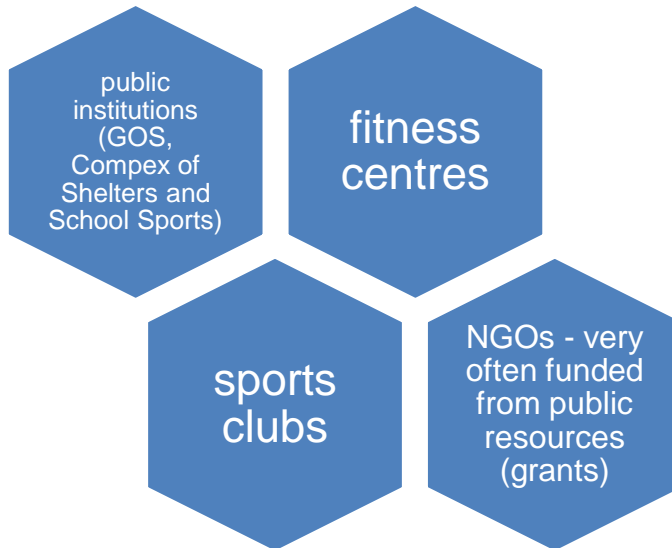 public
institutions
(GOS,
Compex of
Shelters and
School Sports)
fitness
centres
sports
clubs
NGOs - very
often funded
from public
resources
(grants)